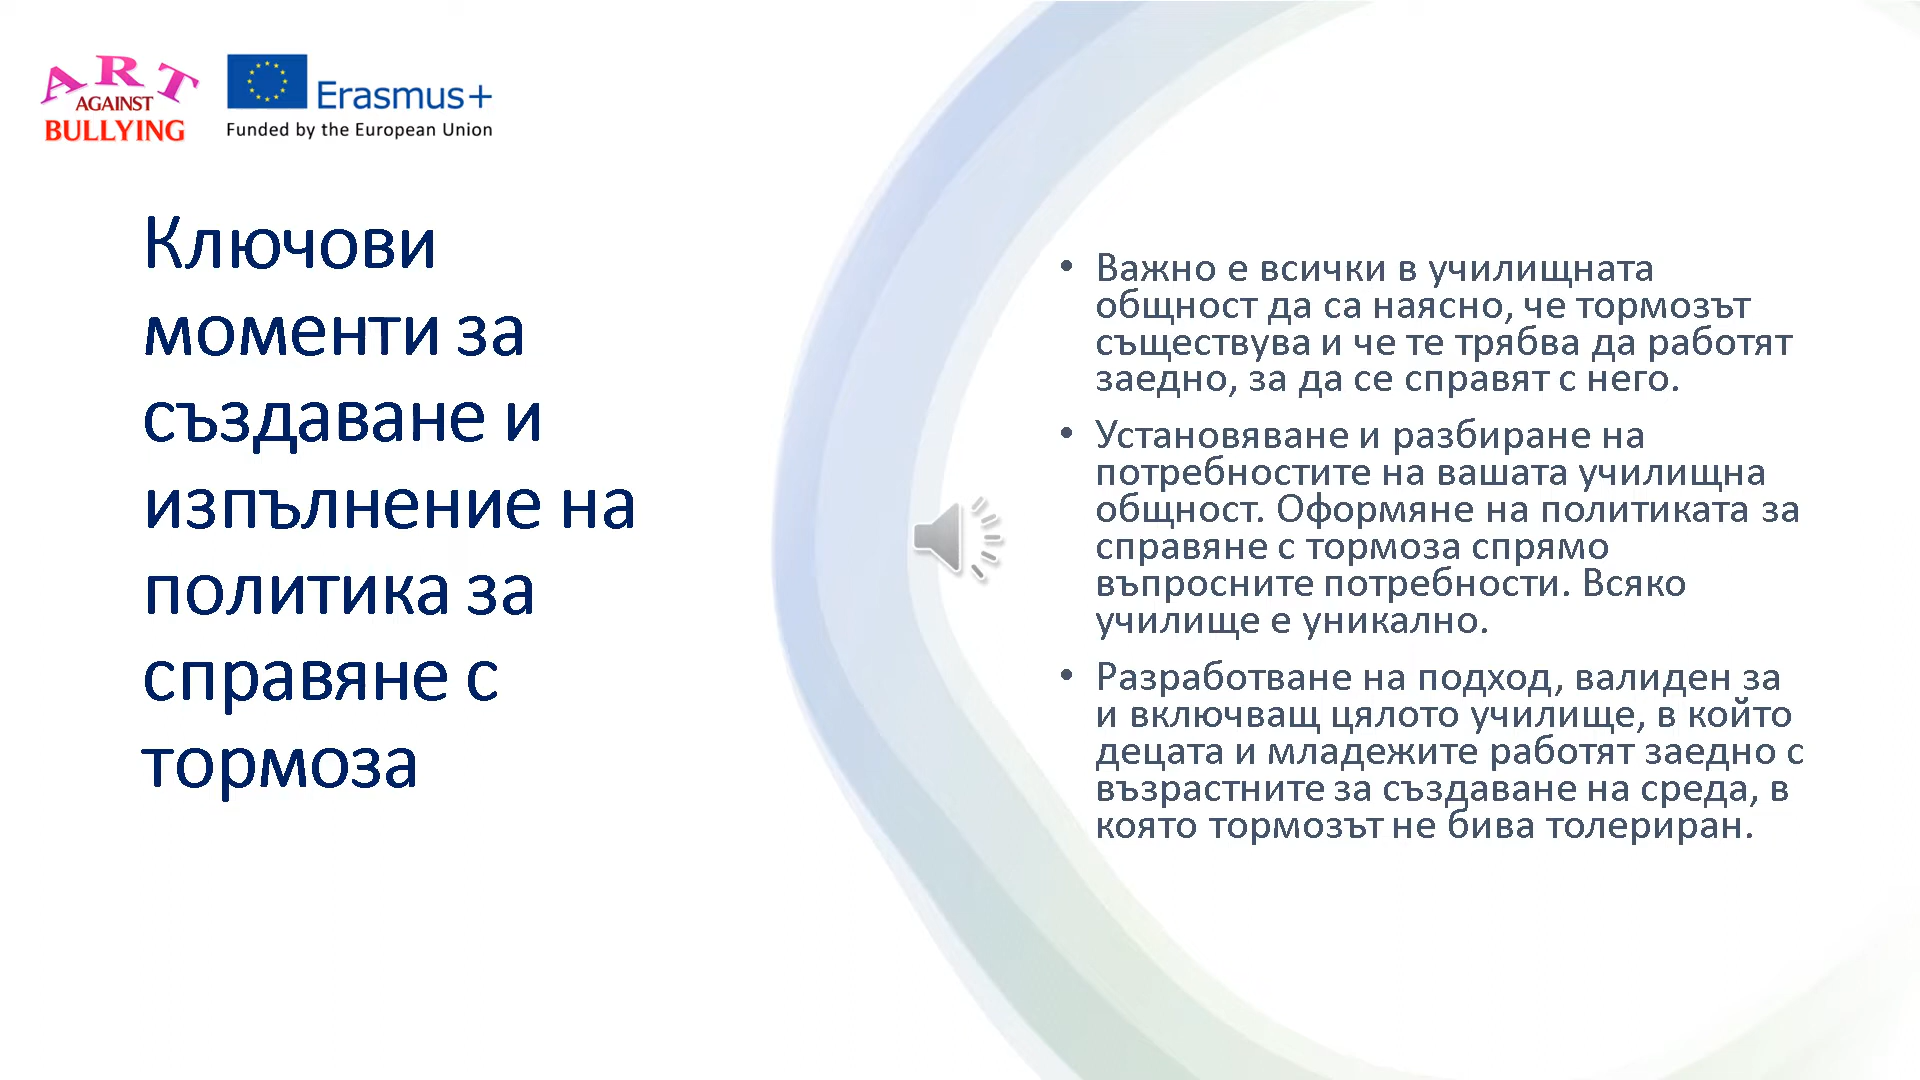 ART
AGAINST
BULLYING
Erasmus+
Funded by the European Union
Ключови
моменти за
създаване и
изпълнение на
политика за
справяне с
тормоза
• Важно е всички в училищната
общност да са наясно, че тормозът
съществува и че те трябва да работят
заедно, за да се справят с него.
• Установяване и разбиране на
потребностите на вашата училищна
общност. Оформяне на политиката за
справяне с тормоза спрямо
въпросните потребности. Всяко
училище е уникално.
• Разработване на подход, валиден за
и включващ цялото училище, в който
децата и младежите работят заедно с
възрастните за създаване на среда, в
която тормозът не бива толериран.